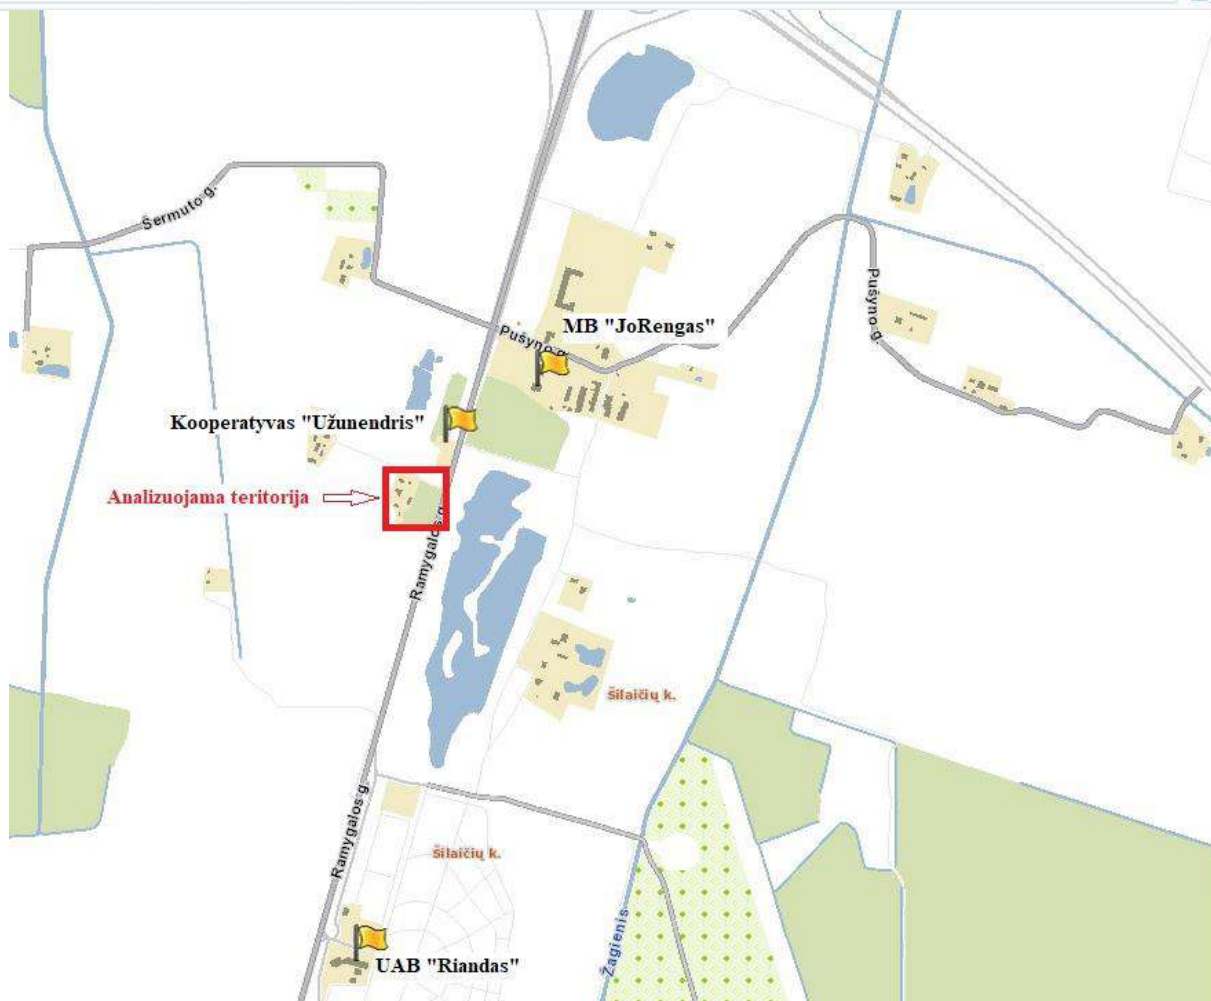 Šermuto g.
MB "JoRengas"
Pušyno g.
Pušyno g.
Kooperatyvas "Užunendris"
Analizuojama teritorija
Ramygalos g.
Šilaičių k.
Ramygalos g.
Šilaičių k.
Žagienis
UAB "Riandas"